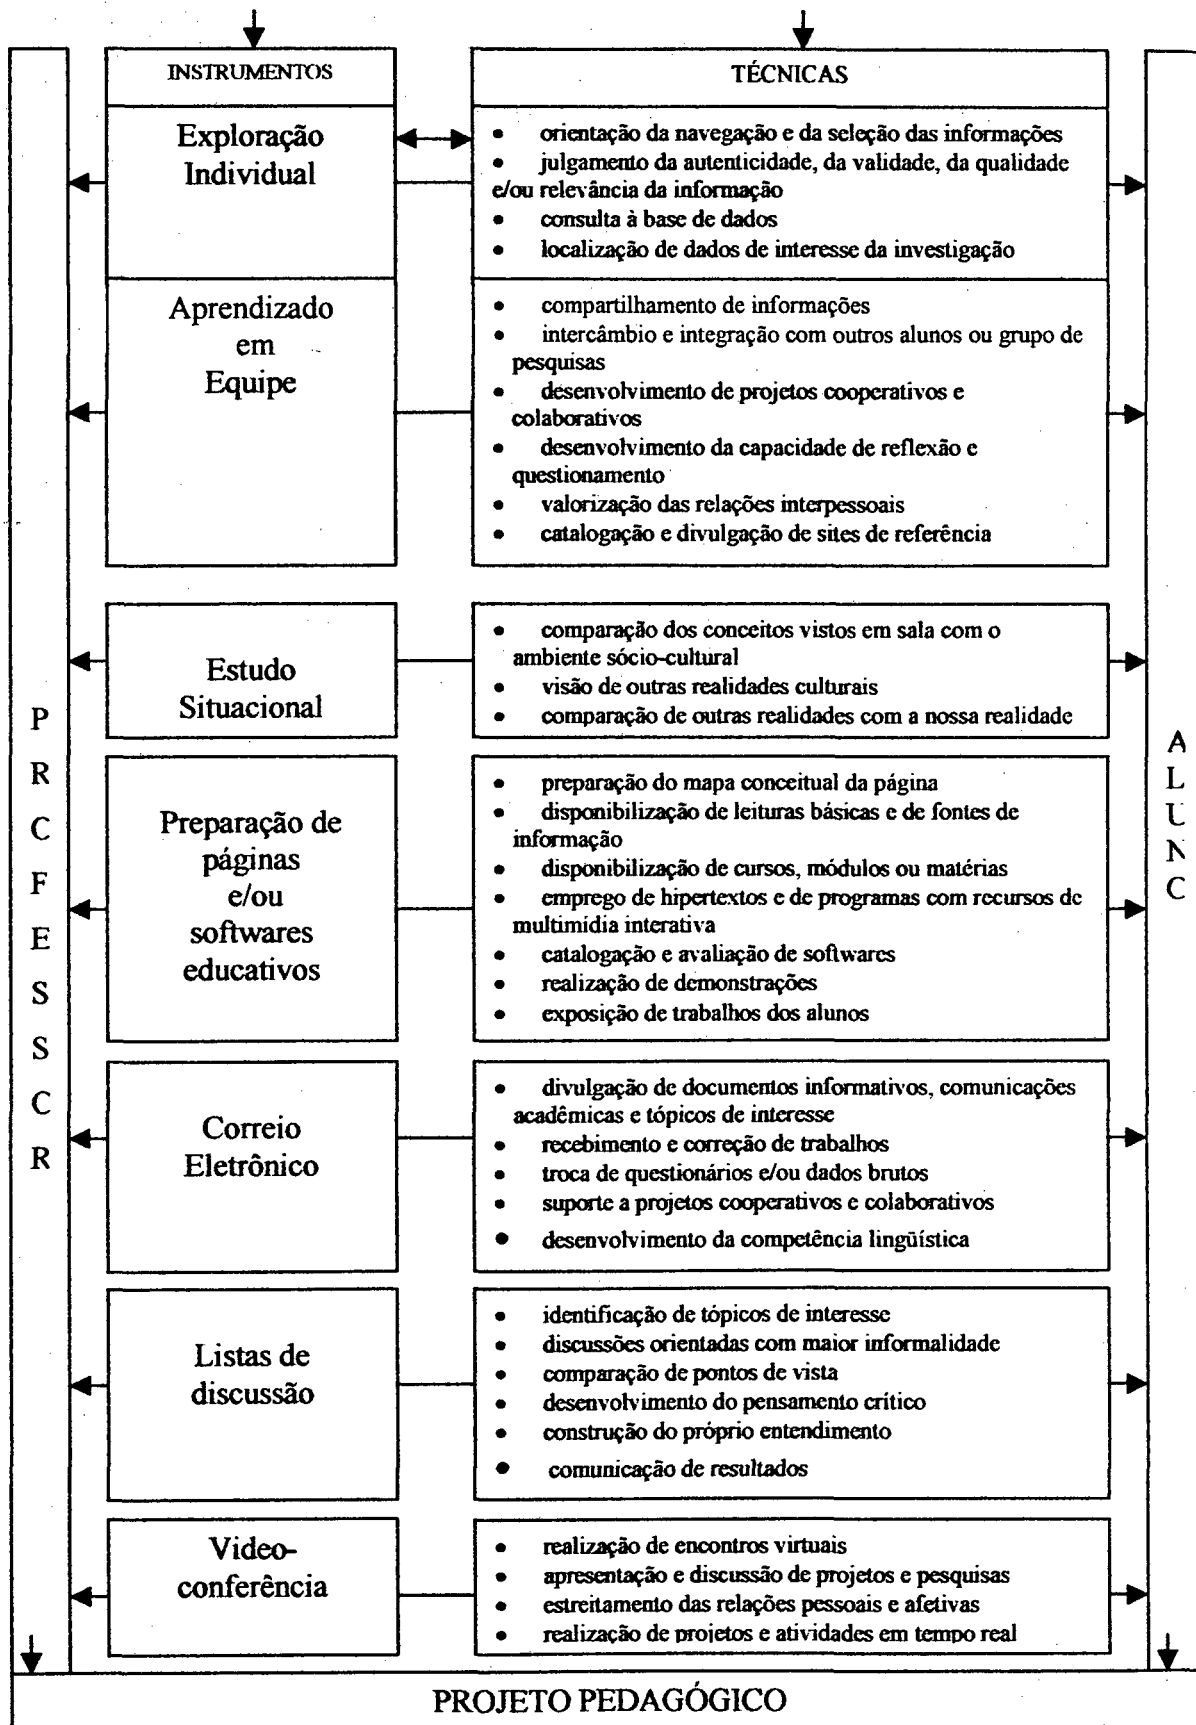 INSTRUMENTOS
Exploração
Individual
Aprendizado
em
Equipe
TÉCNICAS
• orientação da navegação e da seleção das informações
• julgamento da autenticidade, da validade, da qualidade
e/ou relevância da informação
• consulta à base de dados
• localização de dados de interesse da investigação
• compartilhamento de informações
• intercâmbio e integração com outros alunos ou grupo de
pesquisas
• desenvolvimento de projetos cooperativos e
colaborativos
• desenvolvimento da capacidade de reflexão e
questionamento
• valorização das relações interpessoais
• catalogação e divulgação de sites de referência
Estudo
Situacional
• comparação dos conceitos vistos em sala com o
ambiente sócio-cultural
• visão de outras realidades culturais
• comparação de outras realidades com a nossa realidade
P
R
C
F
E
S
S
C
R
A
L
U
N
C
Preparação de
páginas
e/ou
softwares
educativos
• preparação do mapa conceitual da página
• disponibilização de leituras básicas e de fontes de
informação
• disponibilização de cursos, módulos ou matérias
• emprego de hipertextos e de programas com recursos de
multimídia interativa
• catalogação e avaliação de softwares
• realização de demonstrações
• exposição de trabalhos dos alunos
Correio
Eletrônico
• divulgação de documentos informativos, comunicações
acadêmicas e tópicos de interesse
• recebimento e correção de trabalhos
• troca de questionários e/ou dados brutos
• suporte a projetos cooperativos e colaborativos
• desenvolvimento da competência lingüística
Listas de
discussão
• identificação de tópicos de interesse
• discussões orientadas com maior informalidade
• comparação de pontos de vista
• desenvolvimento do pensamento crítico
• construção do próprio entendimento
• comunicação de resultados
Video-
conferência
• realização de encontros virtuais
• apresentação e discussão de projetos e pesquisas
• estreitamento das relações pessoais e afetivas
• realização de projetos e atividades em tempo real
PROJETO PEDAGÓGICO